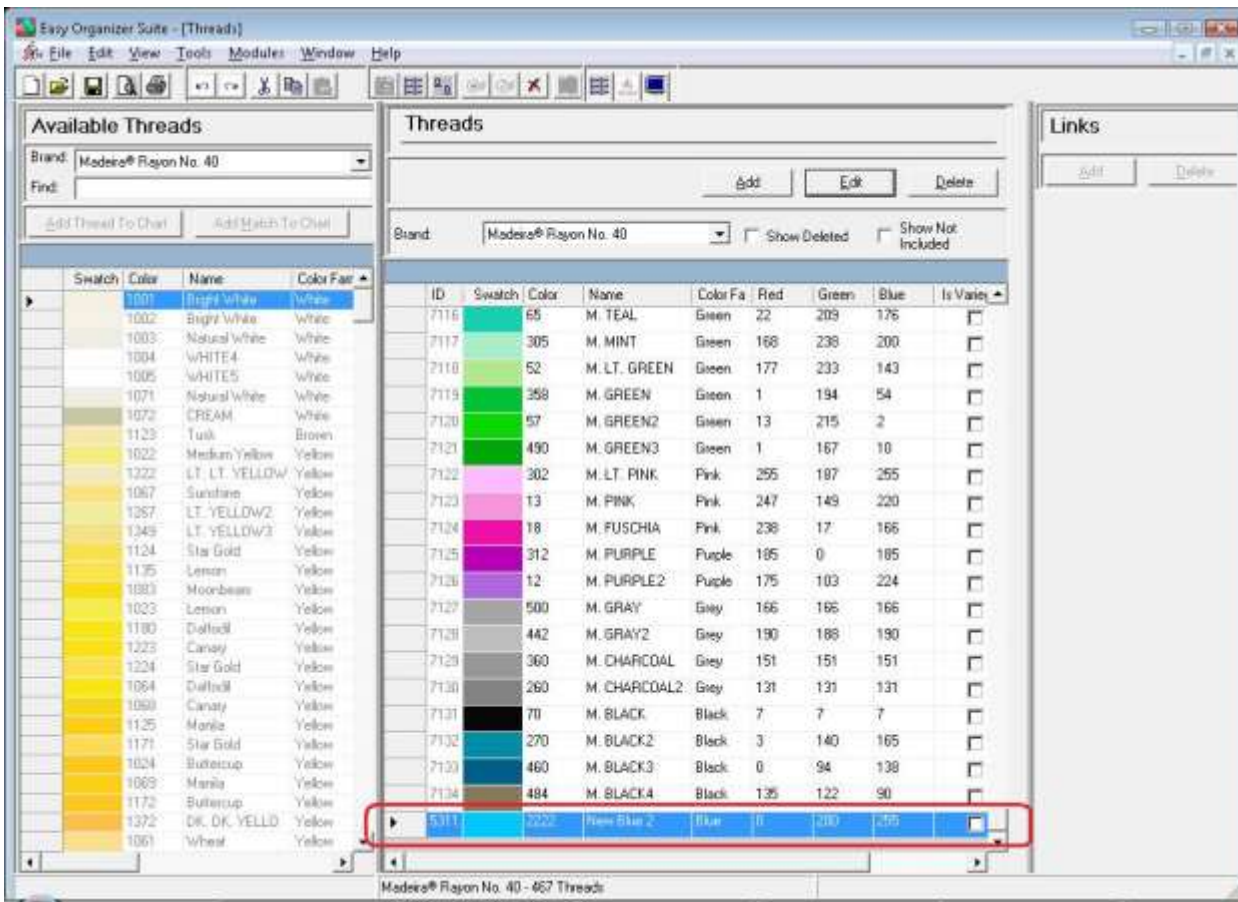 Easy Organizer Suite - [Threads]
File Edit View Tools Modules Window Help
Available Threads
Brand: Madeira® Rayon No. 40
Find:
Add Thread To Chart Add Match To Chart
Swatch Color Name Color Fam
1001 Bright White White
1002 Bright White White
1003 Natural White White
1004 WHITE4 White
1005 WHITE5 White
1071 Natural White White
1072 CREAM White
1123 Tusk Brown
1022 Medium Yellow Yellow
1222 LT. LT. YELLOW Yellow
1067 Sunshine Yellow
1267 LT. YELLOW2 Yellow
1349 LT. YELLOW3 Yellow
1124 Star Gold Yellow
1135 Lemon Yellow
1083 Moonbeam Yellow
1023 Lemon Yellow
1180 Daffodil Yellow
1223 Canary Yellow
1224 Star Gold Yellow
1064 Daffodil Yellow
1068 Canary Yellow
1125 Manila Yellow
1171 Star Gold Yellow
1024 Buttercup Yellow
1069 Manila Yellow
1172 Buttercup Yellow
1372 DK. DK. YELLO Yellow
1061 Wheat Yellow
Threads
Add Edit Delete
Brand: Madeira® Rayon No. 40 Show Deleted Show Not Included
ID Swatch Color Name Color Fa Red Green Blue Is Varieg
7116 65 M. TEAL Green 22 209 176
7117 305 M. MINT Green 168 238 200
7118 52 M. LT. GREEN Green 177 233 143
7119 358 M. GREEN Green 1 194 54
7120 57 M. GREEN2 Green 13 215 2
7121 490 M. GREEN3 Green 1 167 10
7122 302 M. LT. PINK Pink 255 187 255
7123 13 M. PINK Pink 247 149 220
7124 18 M. FUSCHIA Pink 238 17 166
7125 312 M. PURPLE Purple 185 0 185
7126 12 M. PURPLE2 Purple 175 103 224
7127 500 M. GRAY Grey 166 166 166
7128 442 M. GRAY2 Grey 190 188 190
7129 360 M. CHARCOAL Grey 151 151 151
7130 260 M. CHARCOAL2 Grey 131 131 131
7131 70 M. BLACK Black 7 7 7
7132 270 M. BLACK2 Black 3 140 165
7133 460 M. BLACK3 Black 0 94 138
7134 484 M. BLACK4 Black 135 122 90
5311 2222 New Blue 2 Blue 0 200 255
Links
Add Delete
Madeira® Rayon No. 40 - 467 Threads